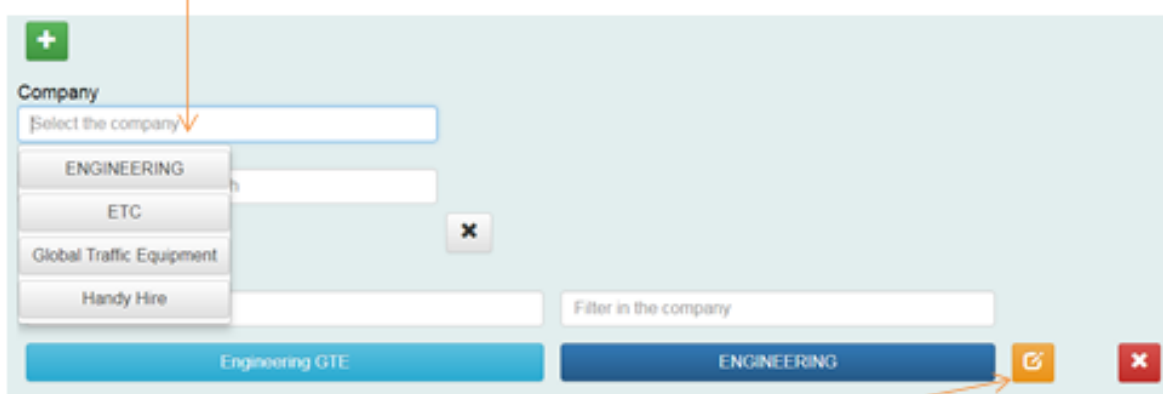 Company
Select the company
ENGINEERING
ETC
Global Traffic Equipment
Handy Hire
Filter in the company
Engineering GTE
ENGINEERING